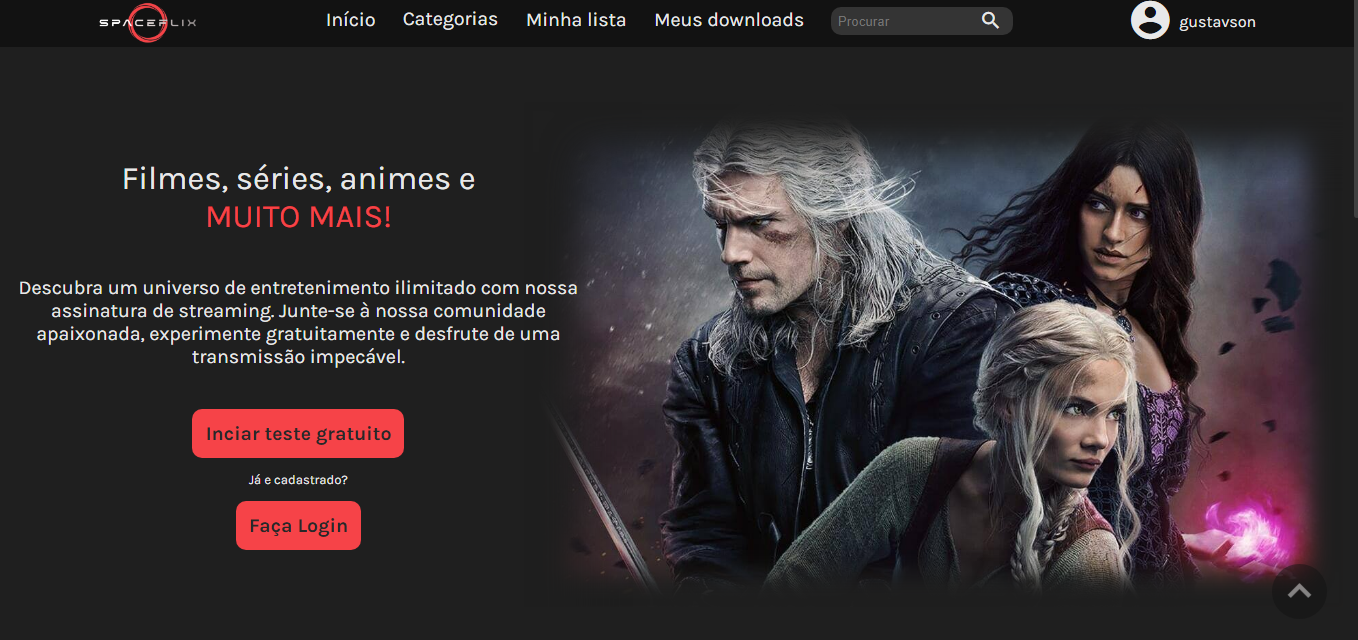 SPACEFLIX
Início Categorias Minha lista Meus downloads Procurar gustavson
Filmes, séries, animes e
MUITO MAIS!
Descubra um universo de entretenimento ilimitado com nossa
assinatura de streaming. Junte-se à nossa comunidade
apaixonada, experimente gratuitamente e desfrute de uma
transmissão impecável.
Inciar teste gratuito
Já e cadastrado?
Faça Login